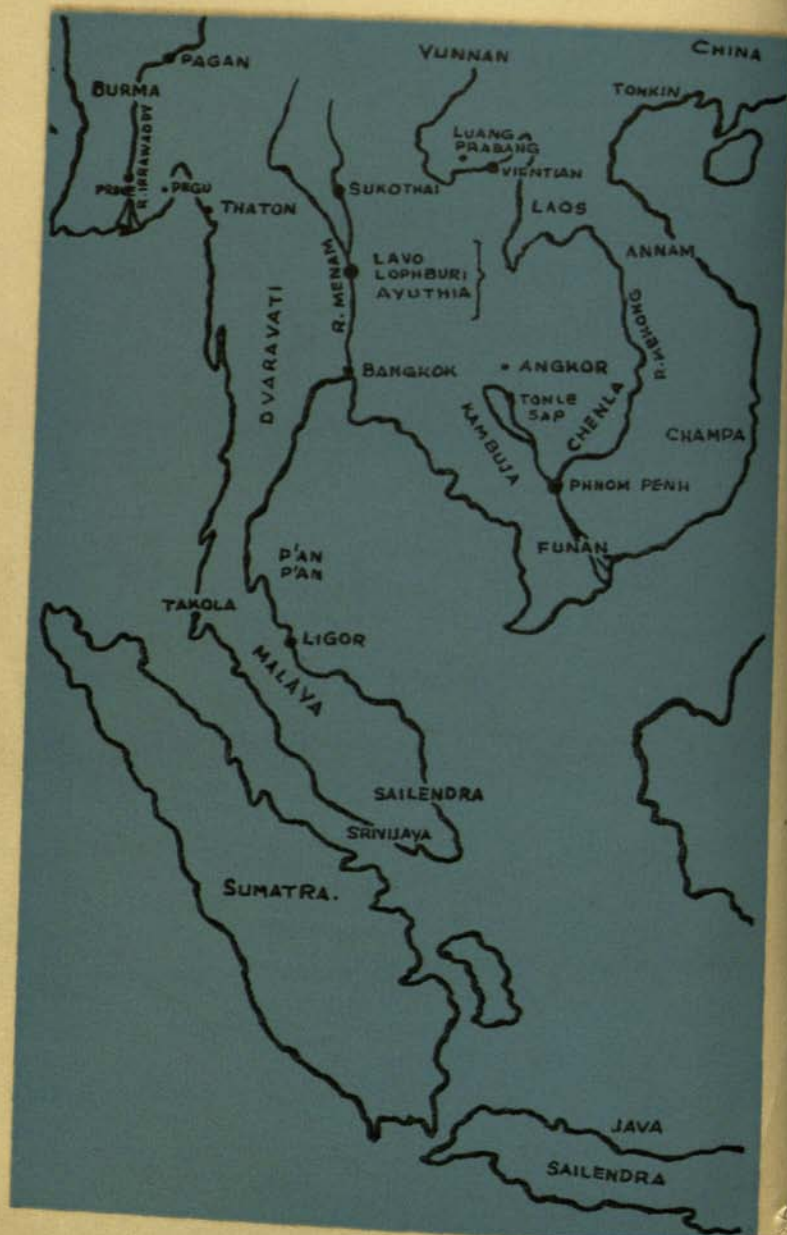 PAGAN
BURMA
R. IRRAWADDY
PROME
PEGU
THATON
YUNNAN
CHINA
TONKIN
LUANG
PRABANG
VIENTIAN
SUKOTHAI
LAOS
ANNAM
R. MENAM
LAVO
LOPHBURI
AYUTHIA
DVARAVATI
BANGKOK
ANGKOR
TONLE
SAP
R. MEKONG
CHENLA
KAMBUJA
CHAMPA
PHNOM PENH
FUNAN
P'AN
P'AN
TAKOLA
LIGOR
MALAYA
SAILENDRA
SRIVIJAYA
SUMATRA.
JAVA
SAILENDRA